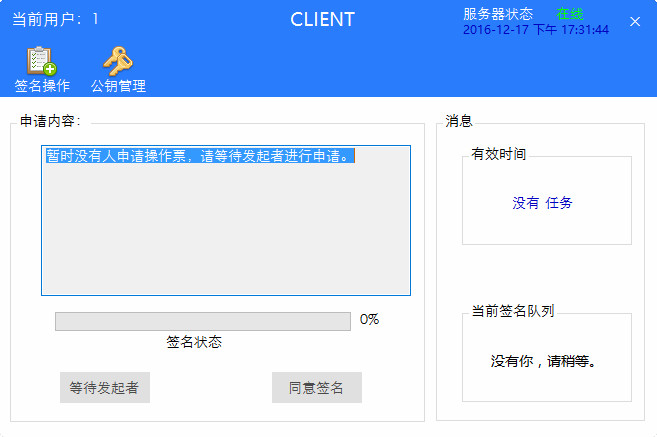 当前用户：1
CLIENT
服务器状态 在线
2016-12-17 下午 17:31:44
签名操作
公钥管理
申请内容:
暂时没有人申请操作票，请等待发起者进行申请。
0%
签名状态
等待发起者
同意签名
消息
有效时间
没有 任务
当前签名队列
没有你，请稍等。